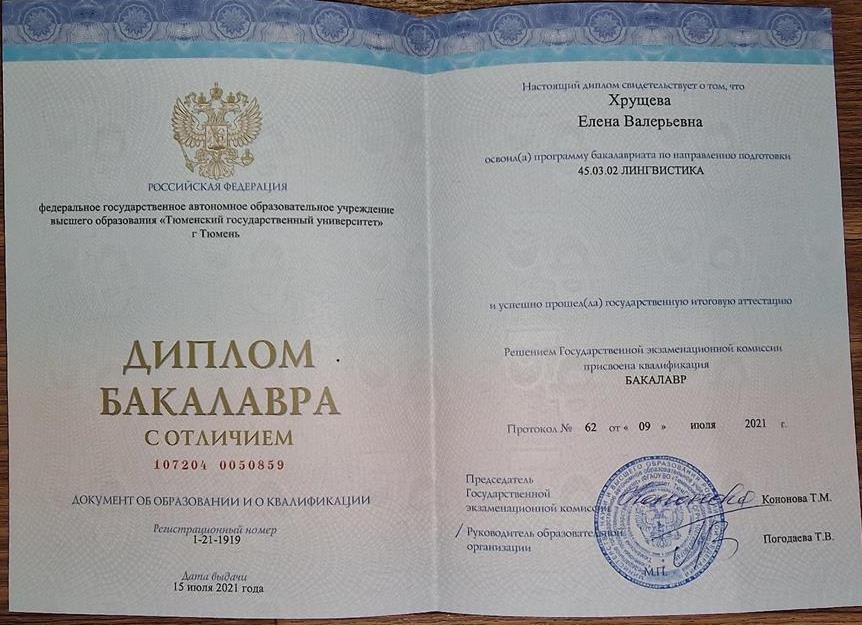 РОССИЙСКАЯ ФЕДЕРАЦИЯ
федеральное государственное автономное образовательное учреждение
высшего образования «Тюменский государственный университет»
г Тюмень
ДИПЛОМ
БАКАЛАВРА
С ОТЛИЧИЕМ
107204 0050859
ДОКУМЕНТ ОБ ОБРАЗОВАНИИ И О КВАЛИФИКАЦИИ
Регистрационный номер
1-21-1919
Дата выдачи
15 июля 2021 года
Настоящий диплом свидетельствует о том, что
Хрущева
Елена Валерьевна
освоил(а) программу бакалавриата по направлению подготовки
45.03.02 ЛИНГВИСТИКА
и успешно прошел(ла) государственную итоговую аттестацию
Решением Государственной экзаменационной комиссии
присвоена квалификация
БАКАЛАВР
Протокол № 62 от « 09 » июля 2021 г.
Председатель
Государственной
экзаменационной комиссии
Кононова Т.М.
/ Руководитель образовательной
организации
Погодаева Т.В.
М.П.